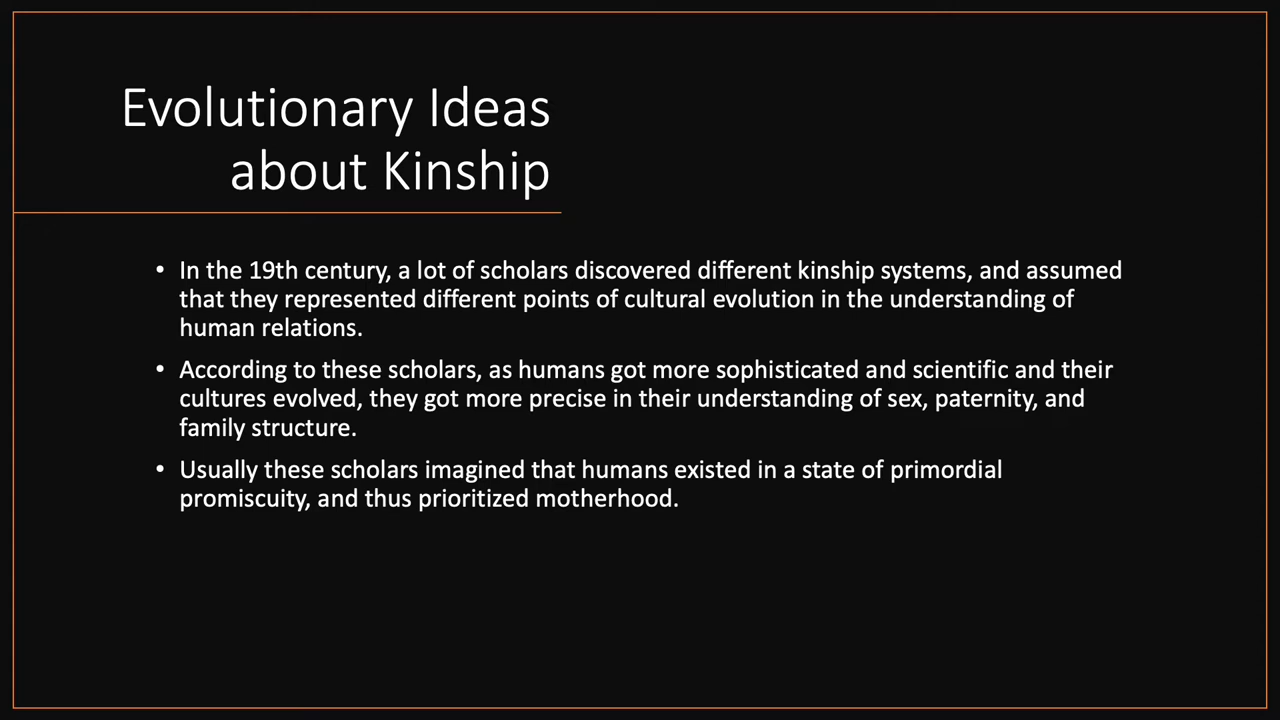 Evolutionary Ideas
about Kinship
• In the 19th century, a lot of scholars discovered different kinship systems, and assumed
that they represented different points of cultural evolution in the understanding of
human relations.
• According to these scholars, as humans got more sophisticated and scientific and their
cultures evolved, they got more precise in their understanding of sex, paternity, and
family structure.
• Usually these scholars imagined that humans existed in a state of primordial
promiscuity, and thus prioritized motherhood.